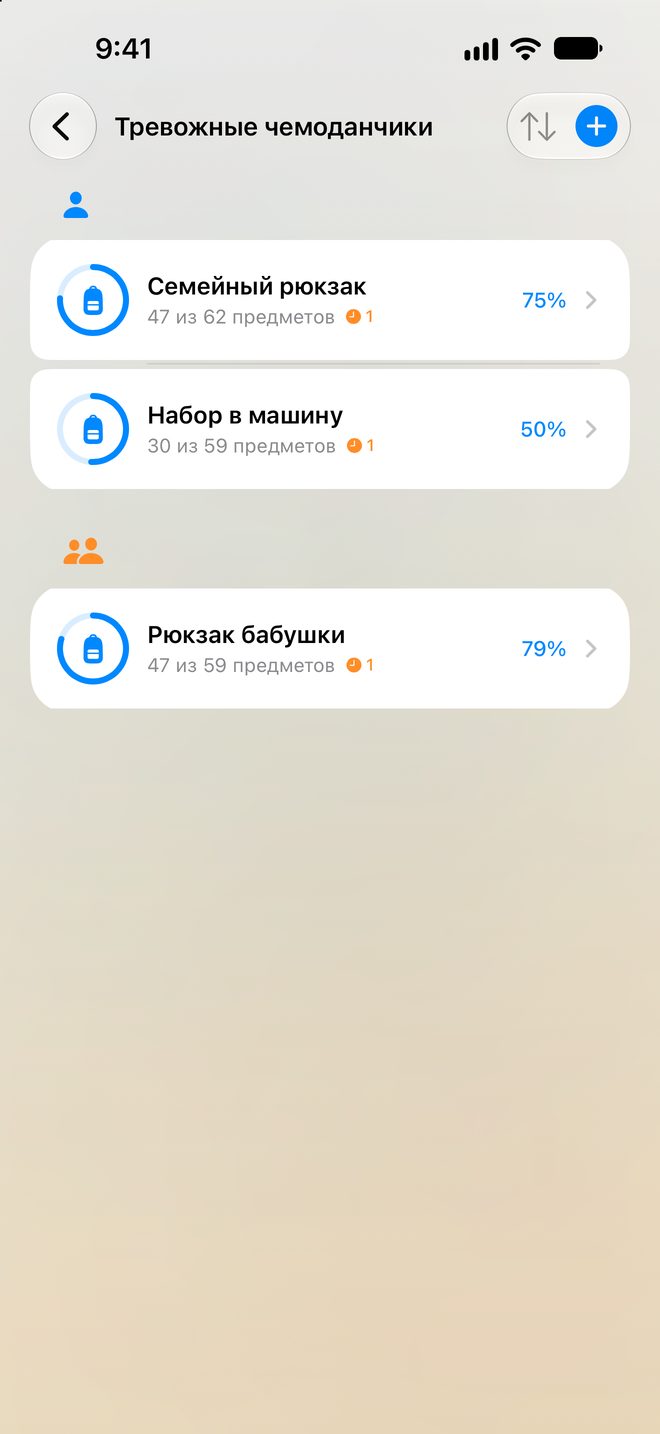 9:41
Тревожные чемоданчики
Семейный рюкзак
47 из 62 предметов 1
75%
Набор в машину
30 из 59 предметов 1
50%
Рюкзак бабушки
47 из 59 предметов 1
79%